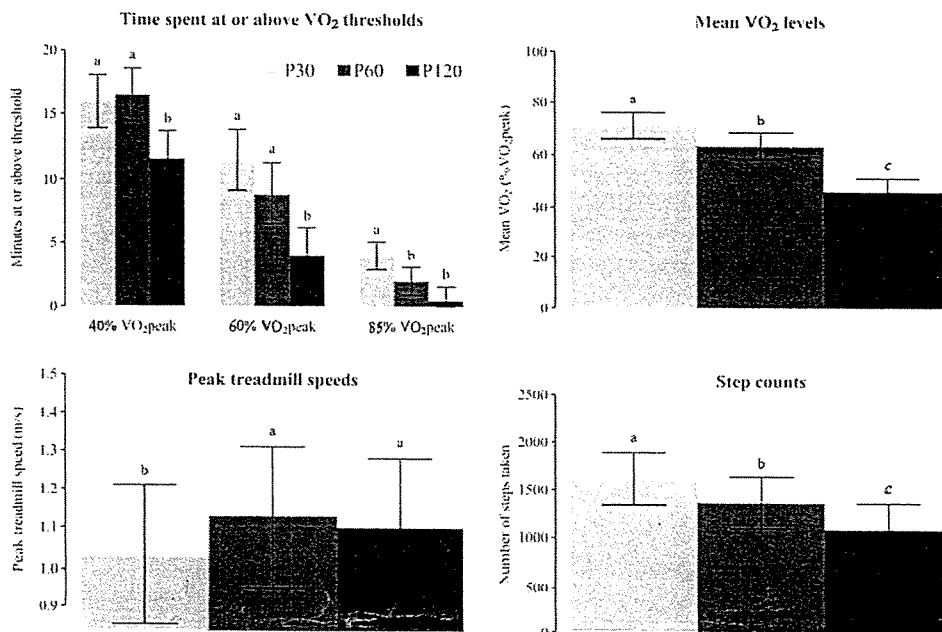 Time spent at or above VO₂ thresholds
Minutes at or above threshold
20
15
10
5
0
P30 P60 P120
a a b
a a b
a b b
40% VO₂peak 60% VO₂peak 85% VO₂peak
Mean VO₂ levels
Mean VO₂ (%VO₂peak)
100
80
60
40
20
0
a
b
c
Peak treadmill speeds
Peak treadmill speed (m/s)
1.5
1.4
1.3
1.2
1.1
1.0
0.9
b
a
a
Step counts
Number of steps taken
2500
2000
1500
1000
500
0
a
b
c